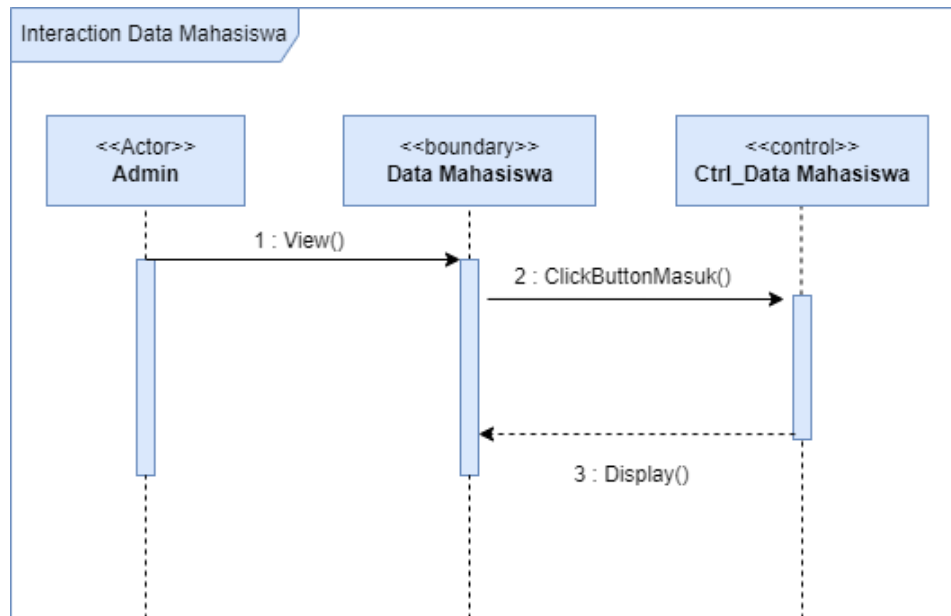 Interaction Data Mahasiswa
<<Actor>>
Admin
<<boundary>>
Data Mahasiswa
<<control>>
Ctrl_Data Mahasiswa
1 : View()
2 : ClickButtonMasuk()
3 : Display()